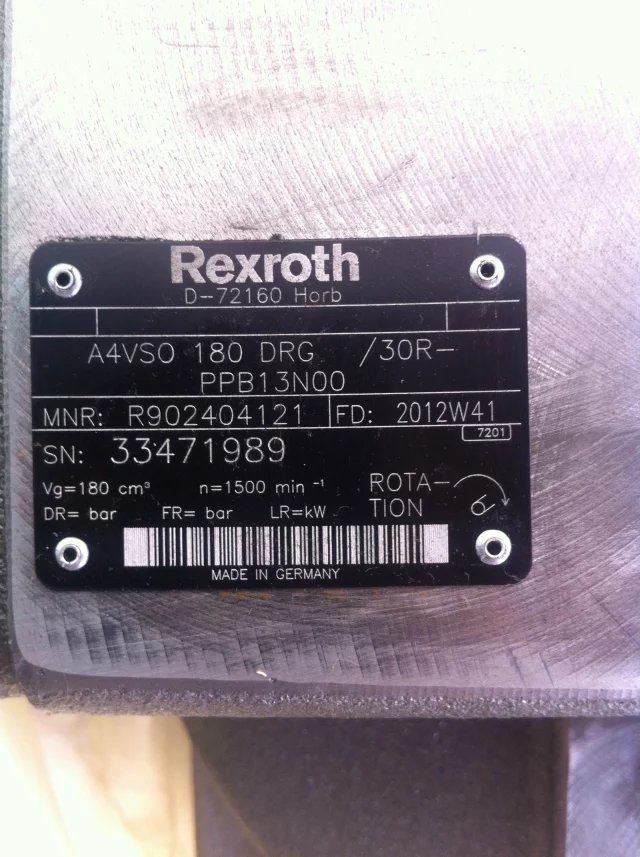 Rexroth
D-72160 Horb
A4VSO 180 DRG /30R-
PPB13N00
MNR: R902404121 FD: 2012W41
7201
SN: 33471989
Vg=180 cm³ n=1500 min ⁻¹ ROTA-
DR= bar FR= bar LR=kW TION
MADE IN GERMANY